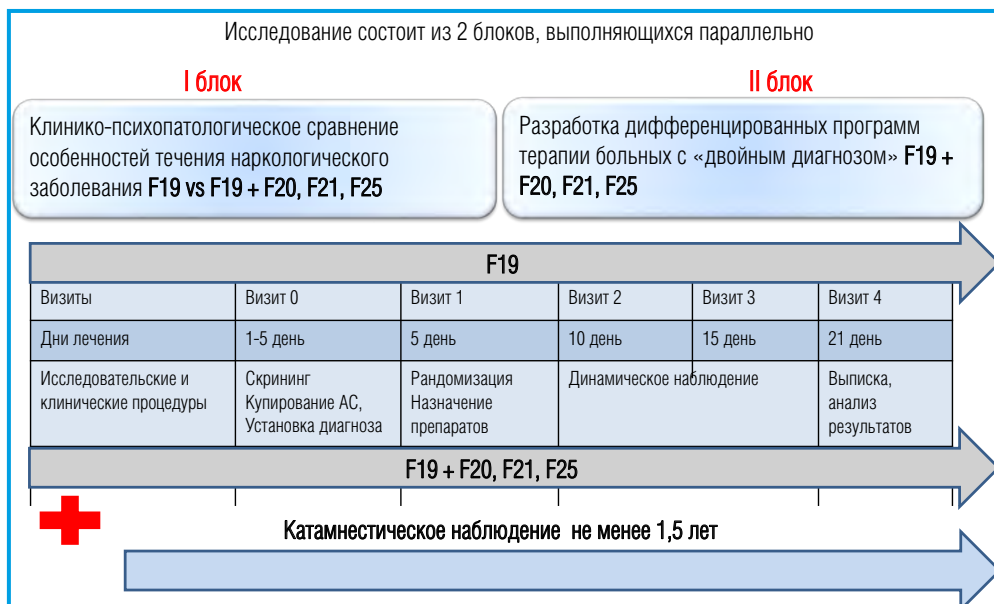 Исследование состоит из 2 блоков, выполняющихся параллельно
I блок
II блок
Клинико-психопатологическое сравнение
особенностей течения наркологического
заболевания F19 vs F19 + F20, F21, F25
Разработка дифференцированных программ
терапии больных с «двойным диагнозом» F19 +
F20, F21, F25
F19
Визиты Визит 0 Визит 1 Визит 2 Визит 3 Визит 4
Дни лечения 1-5 день 5 день 10 день 15 день 21 день
Исследовательские и
клинические процедуры
Скрининг
Купирование АС,
Установка диагноза
Рандомизация
Назначение
препаратов
Динамическое наблюдение
Выписка,
анализ
результатов
F19 + F20, F21, F25
Катамнестическое наблюдение не менее 1,5 лет